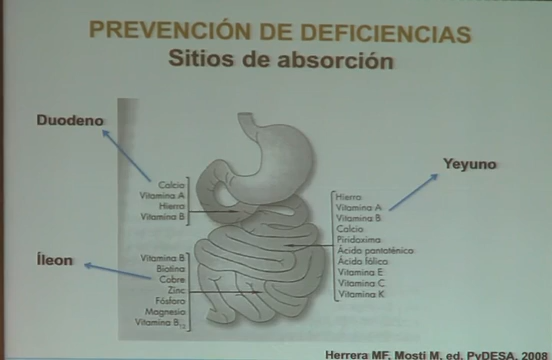 PREVENCIÓN DE DEFICIENCIAS
Sitios de absorción
Duodeno
Calcio
Vitamina A
Hierro
Vitamina B
Yeyuno
Hierro
Vitamina A
Vitamina B
Calcio
Piridoxima
Ácido pantoténico
Ácido fólico
Vitamina E
Vitamina C
Vitamina K
Íleon
Vitamina B
Biotina
Cobre
Zinc
Fósforo
Magnesio
Vitamina B12
Herrera MF, Mosti M, ed. PyDESA, 2008